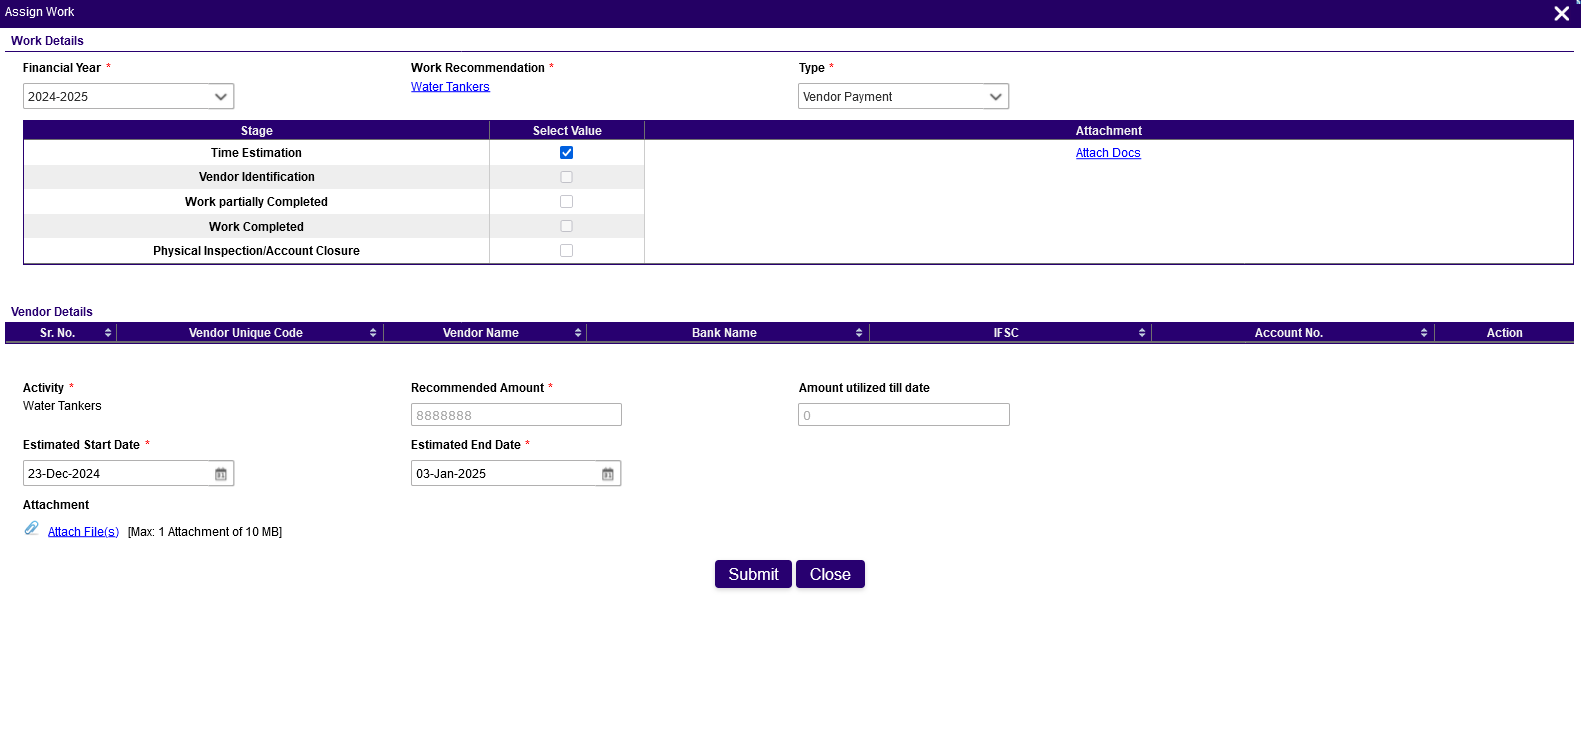 Assign Work
Work Details
Financial Year *
Work Recommendation *
Type *
2024-2025
Water Tankers
Vendor Payment
Stage Select Value Attachment
Time Estimation Attach Docs
Vendor Identification
Work partially Completed
Work Completed
Physical Inspection/Account Closure
Vendor Details
Sr. No. Vendor Unique Code Vendor Name Bank Name IFSC Account No. Action
Activity *
Recommended Amount *
Amount utilized till date
Water Tankers
8888888
0
Estimated Start Date *
Estimated End Date *
23-Dec-2024
03-Jan-2025
Attachment
Attach File(s) [Max: 1 Attachment of 10 MB]
Submit Close